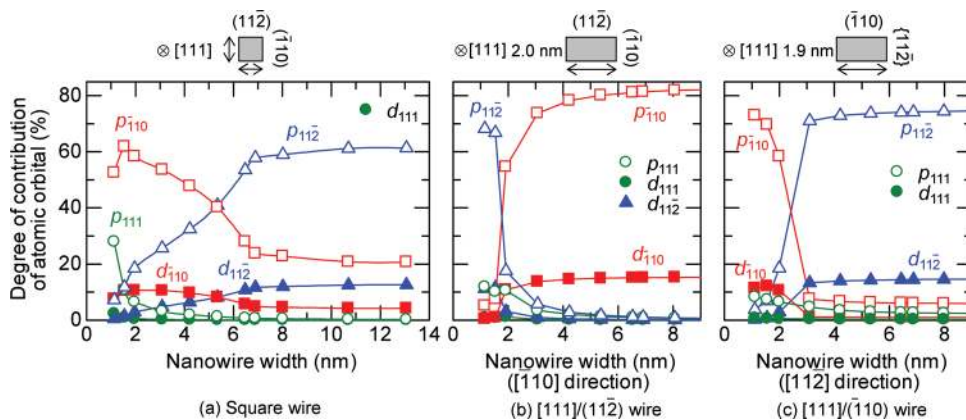 (112̄)
⊗ [111]
(1̄10)
(112̄)
⊗ [111] 2.0 nm
(1̄10)
(1̄10)
⊗ [111] 1.9 nm
{112̄}
Degree of contribution
of atomic orbital (%)
80
60
40
20
0
d111
p1̄10
p111
p112̄
d1̄10
d112̄
0 2 4 6 8 10 12 14
Nanowire width (nm)
(a) Square wire
p112̄
p1̄10
p111
d111
d112̄
d1̄10
0 2 4 6 8
Nanowire width (nm)
([1̄10] direction)
(b) [111]/(112̄) wire
p1̄10
p112̄
p111
d111
d1̄10
d112̄
0 2 4 6 8
Nanowire width (nm)
([112̄] direction)
(c) [111]/(1̄10) wire